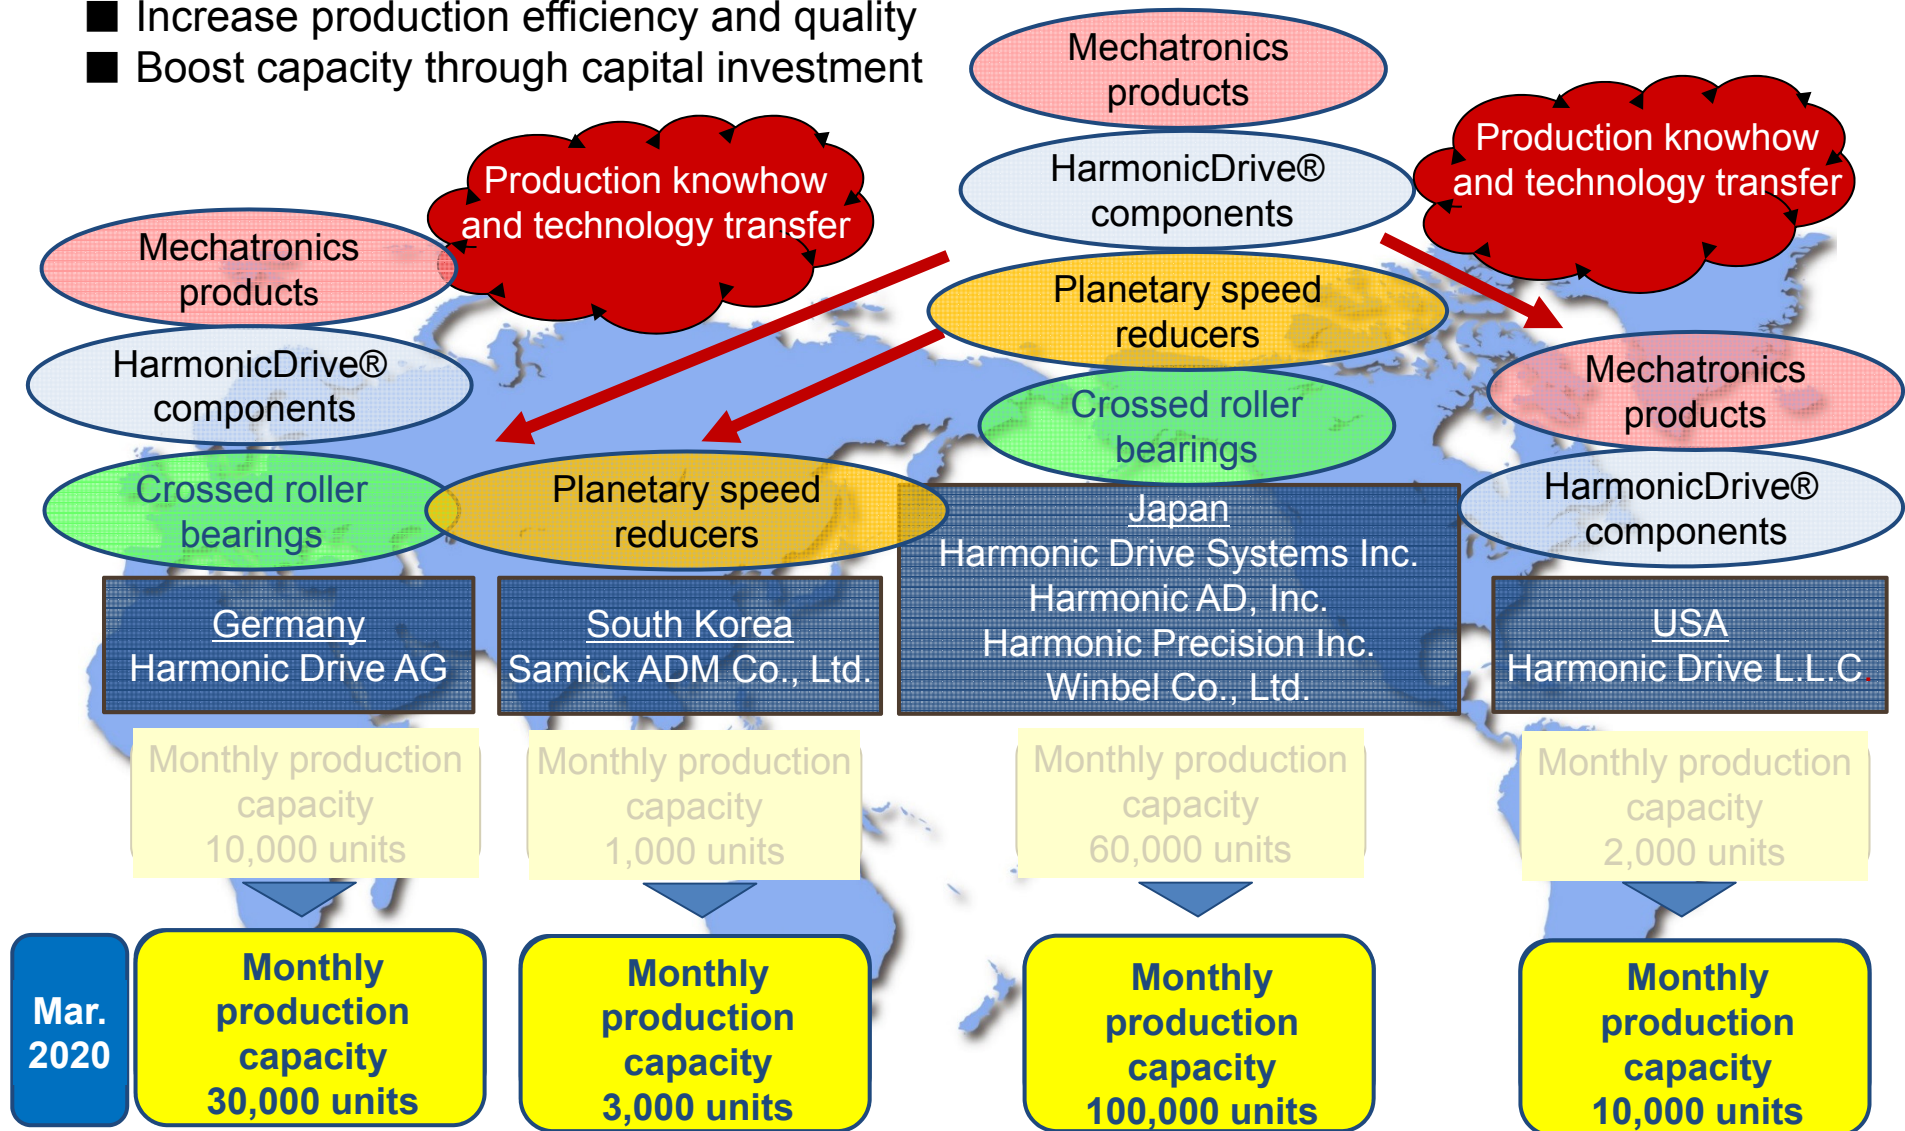 ■ Increase production efficiency and quality
■ Boost capacity through capital investment
Mechatronics
products
HarmonicDrive®
components
Planetary speed
reducers
Crossed roller
bearings
Production knowhow
and technology transfer
Production knowhow
and technology transfer
Mechatronics
products
HarmonicDrive®
components
Crossed roller
bearings
Planetary speed
reducers
Mechatronics
products
HarmonicDrive®
components
Germany
Harmonic Drive AG
South Korea
Samick ADM Co., Ltd.
Japan
Harmonic Drive Systems Inc.
Harmonic AD, Inc.
Harmonic Precision Inc.
Winbel Co., Ltd.
USA
Harmonic Drive L.L.C.
Monthly production
capacity
10,000 units
Monthly production
capacity
1,000 units
Monthly production
capacity
60,000 units
Monthly production
capacity
2,000 units
Mar.
2020
Monthly
production
capacity
30,000 units
Monthly
production
capacity
3,000 units
Monthly
production
capacity
100,000 units
Monthly
production
capacity
10,000 units